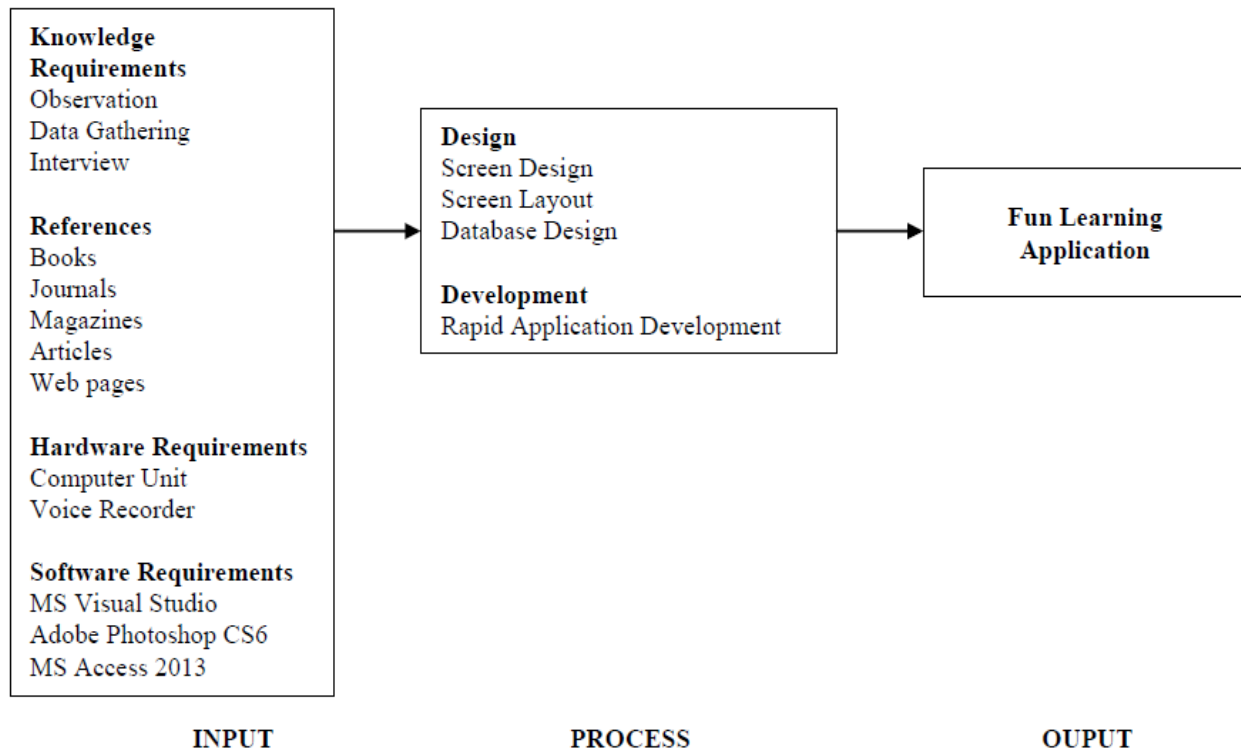 Knowledge
Requirements
Observation
Data Gathering
Interview
References
Books
Journals
Magazines
Articles
Web pages
Hardware Requirements
Computer Unit
Voice Recorder
Software Requirements
MS Visual Studio
Adobe Photoshop CS6
MS Access 2013
Design
Screen Design
Screen Layout
Database Design
Development
Rapid Application Development
Fun Learning
Application
INPUT
PROCESS
OUPUT